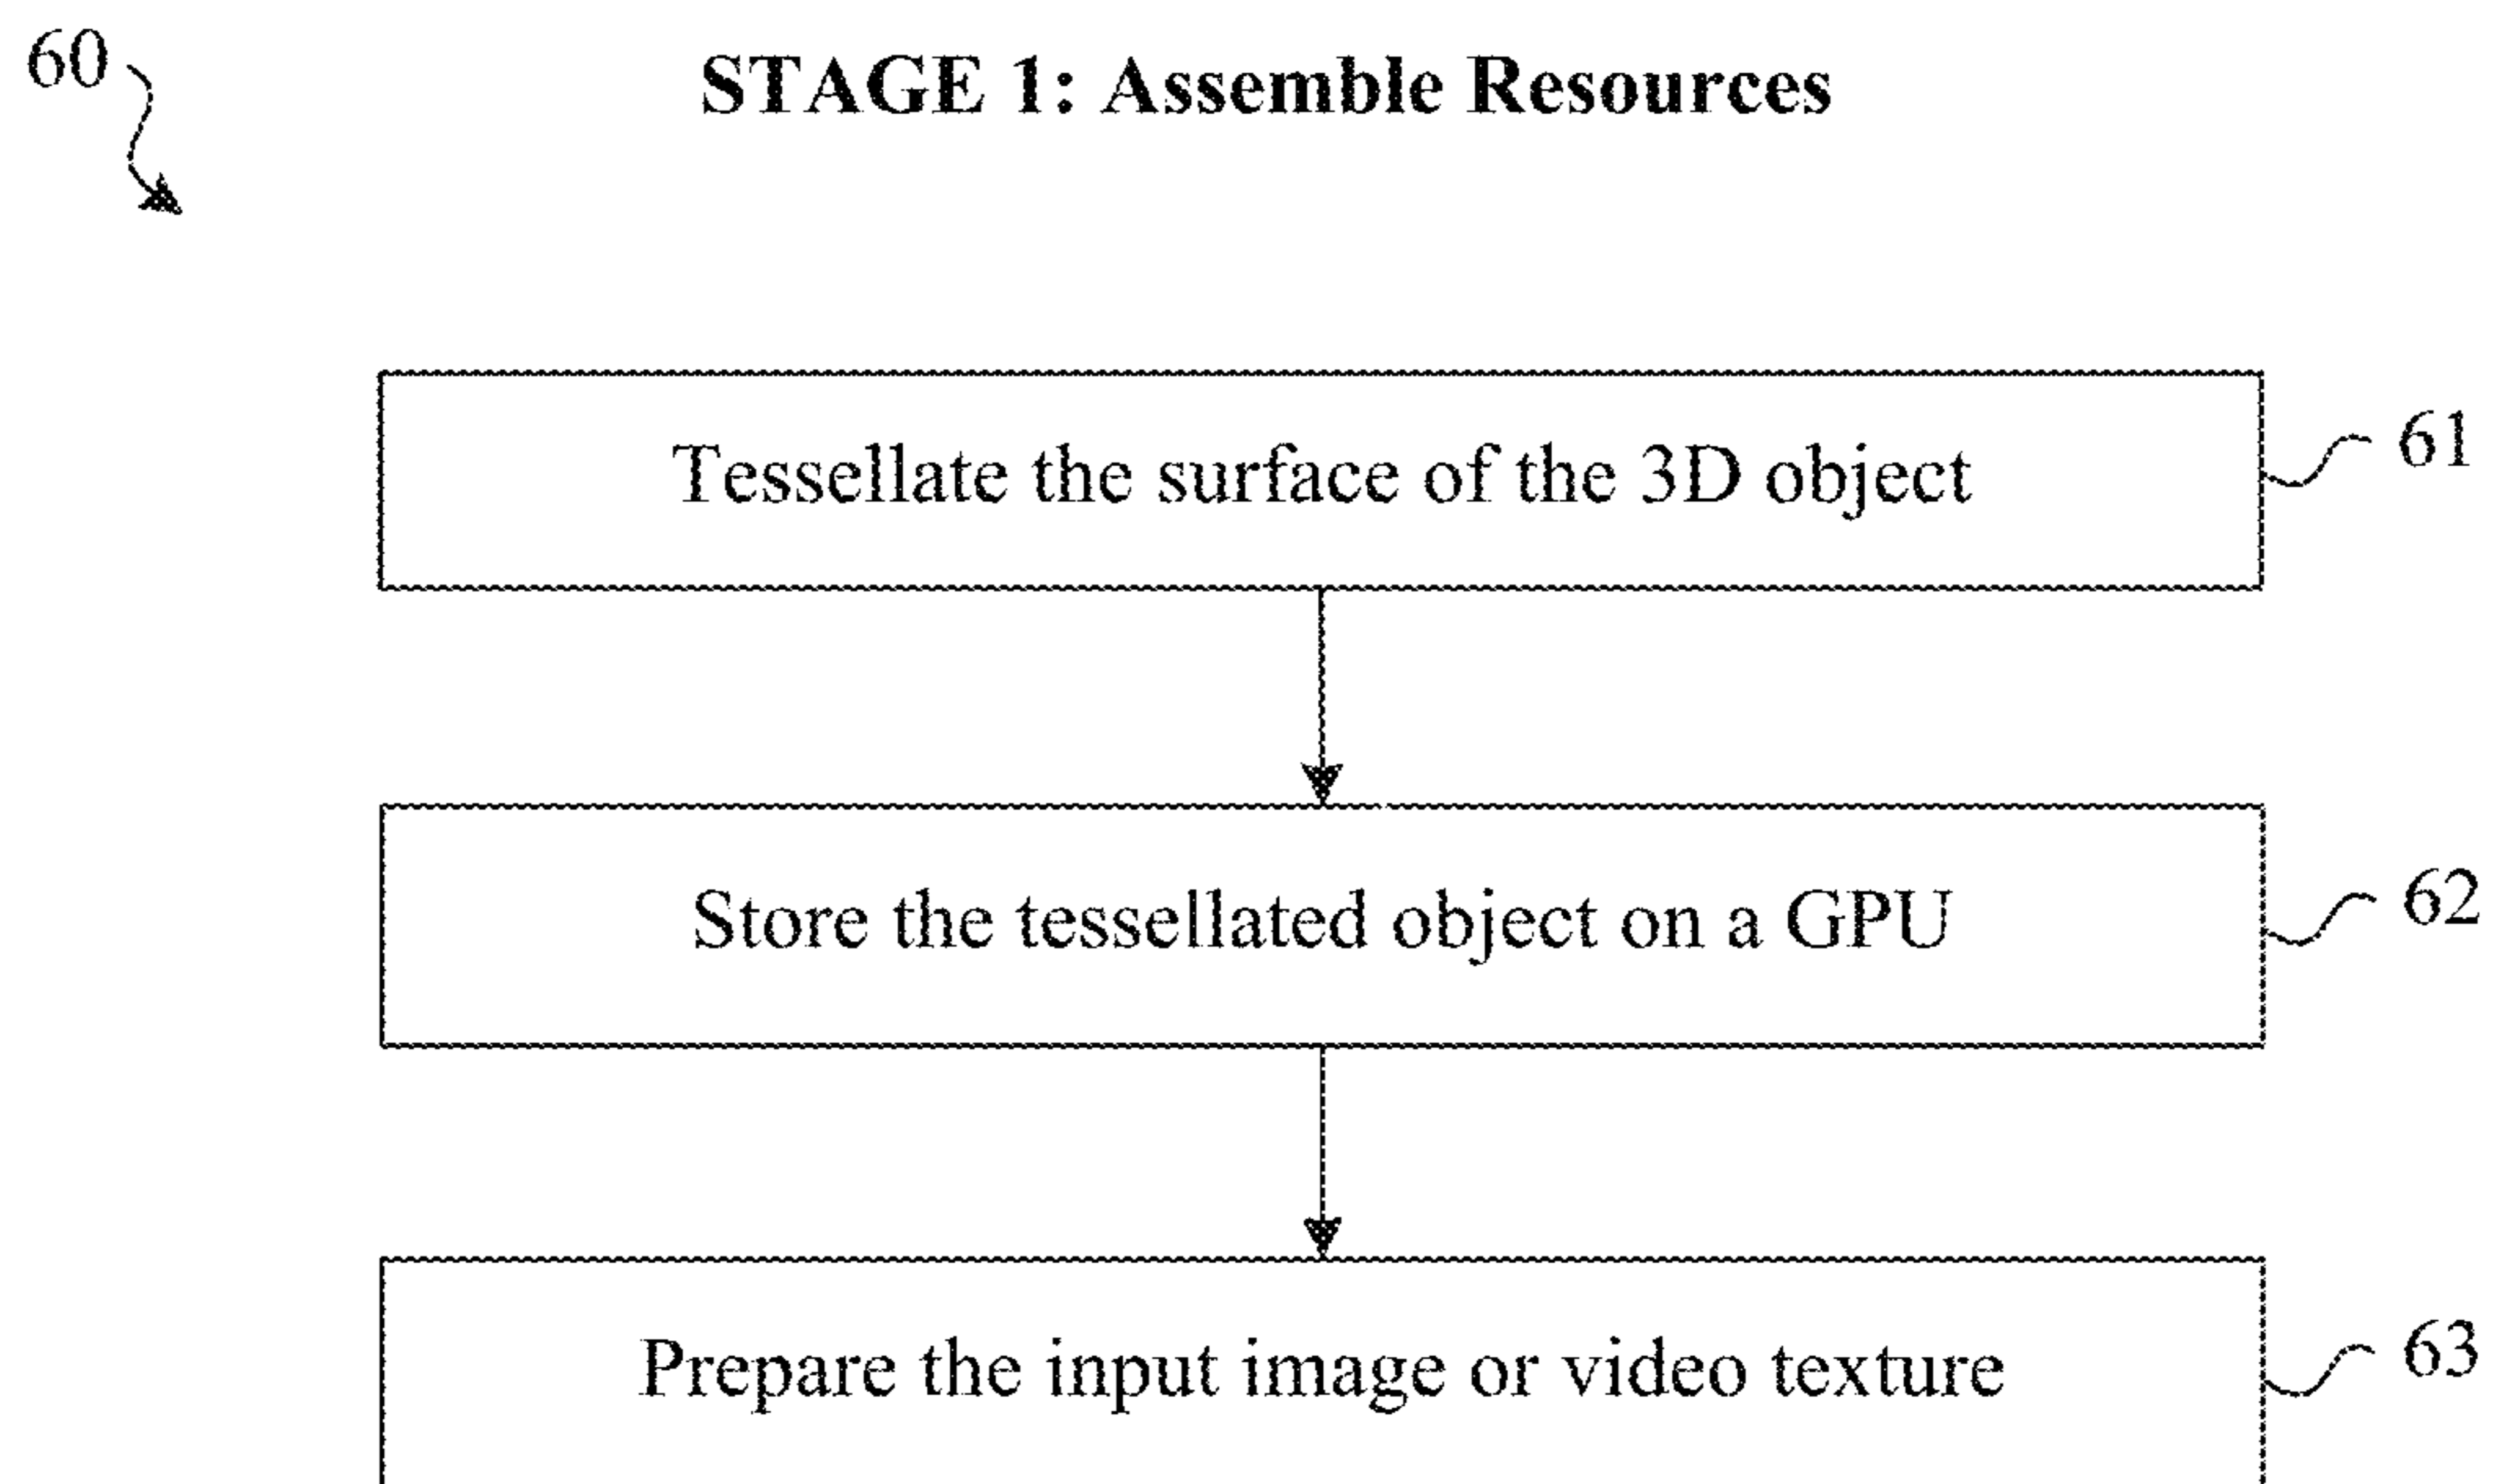 60
STAGE 1: Assemble Resources
Tessellate the surface of the 3D object
61
Store the tessellated object on a GPU
62
Prepare the input image or video texture
63